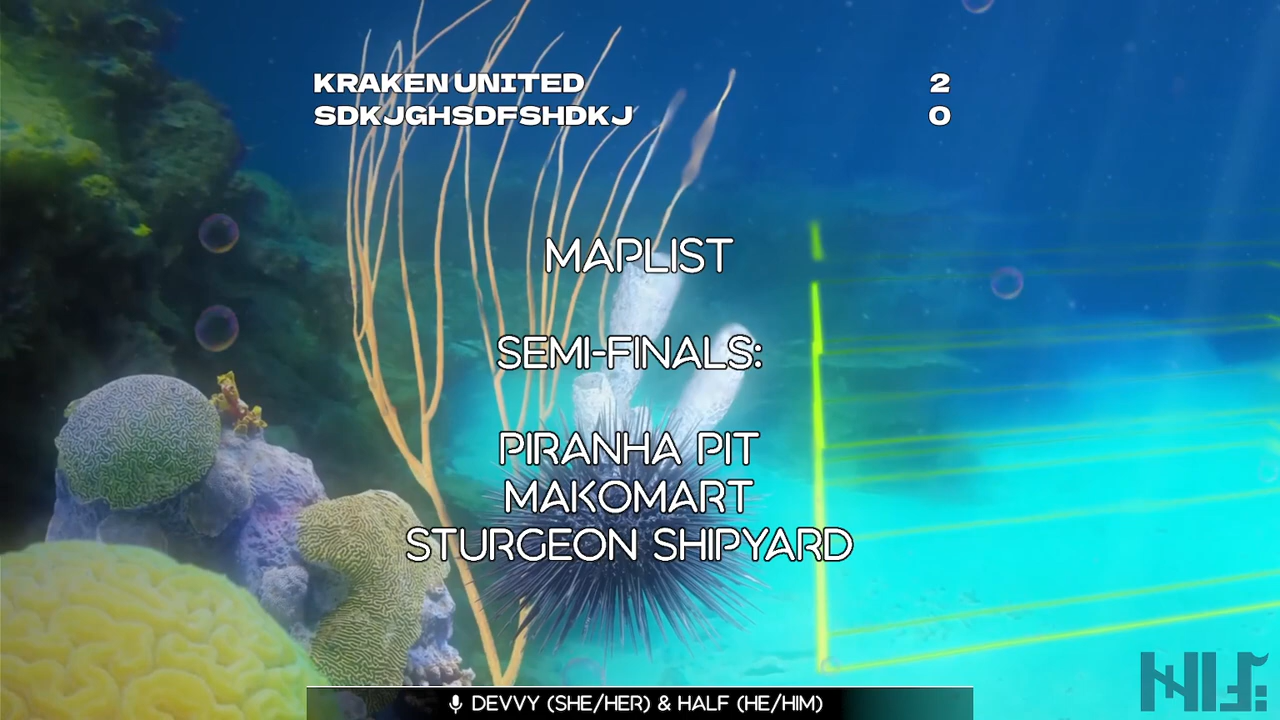 KRAKEN UNITED 2
SDKJGHSDFSHDKJ 0
MAPLIST
SEMI-FINALS:
PIRANHA PIT
MAKOMART
STURGEON SHIPYARD
DEVVY (SHE/HER) & HALF (HE/HIM)